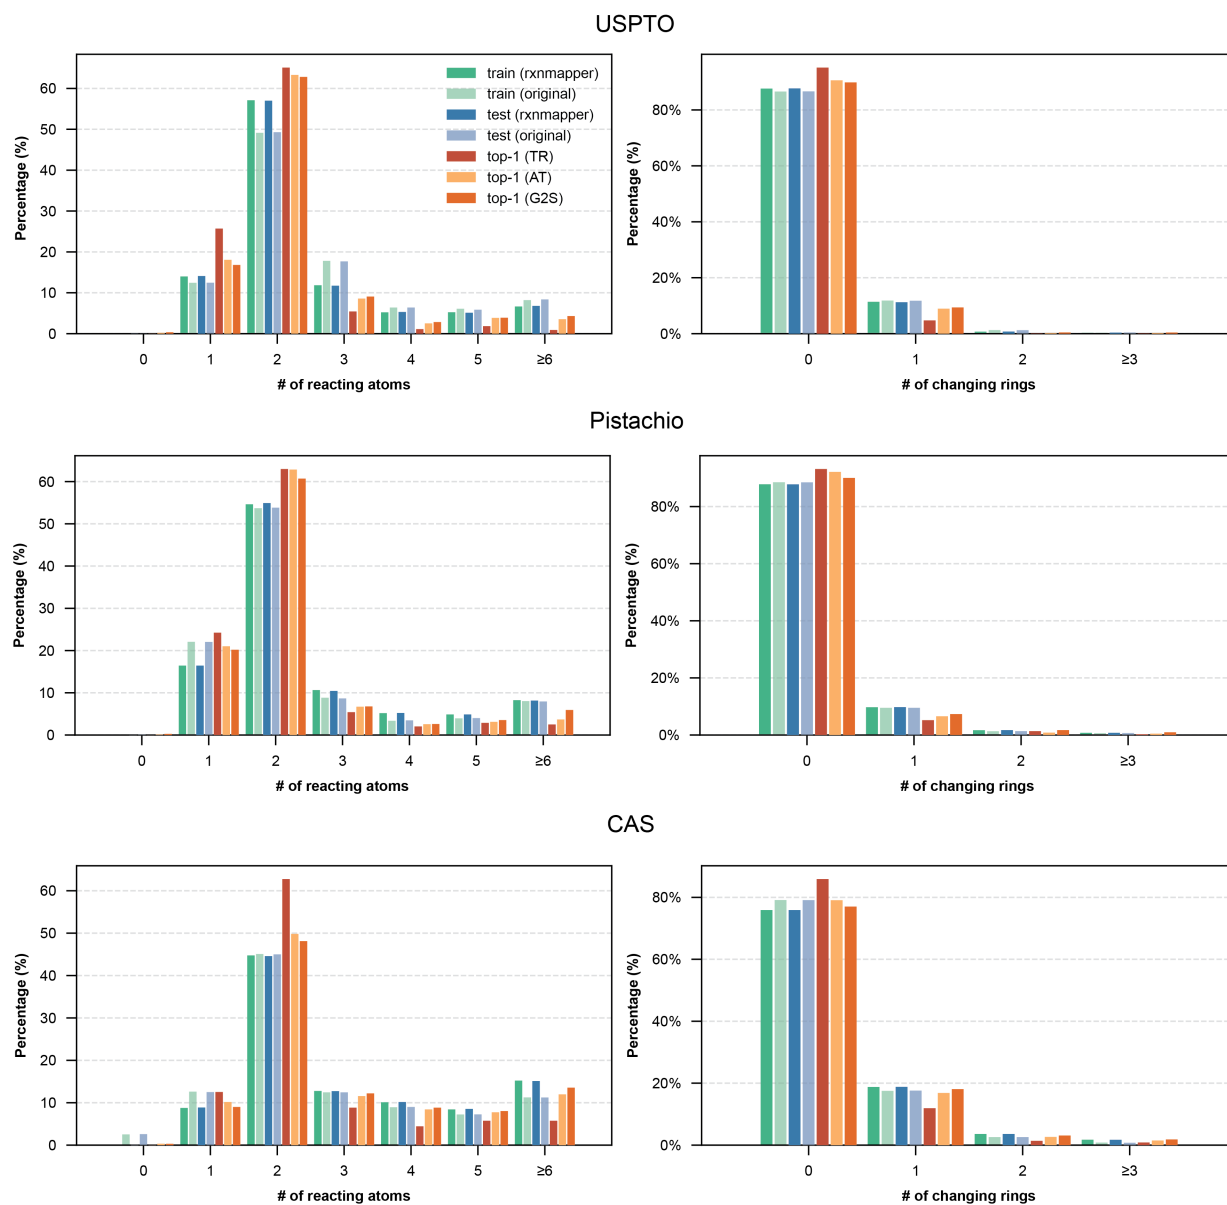 USPTO
Percentage (%)
60
50
40
30
20
10
0
0 1 2 3 4 5 ≥6
# of reacting atoms
train (rxnmapper)
train (original)
test (rxnmapper)
test (original)
top-1 (TR)
top-1 (AT)
top-1 (G2S)
Percentage (%)
80%
60%
40%
20%
0%
0 1 2 ≥3
# of changing rings
Pistachio
Percentage (%)
60
50
40
30
20
10
0
0 1 2 3 4 5 ≥6
# of reacting atoms
Percentage (%)
80%
60%
40%
20%
0%
0 1 2 ≥3
# of changing rings
CAS
Percentage (%)
60
50
40
30
20
10
0
0 1 2 3 4 5 ≥6
# of reacting atoms
Percentage (%)
80%
60%
40%
20%
0%
0 1 2 ≥3
# of changing rings